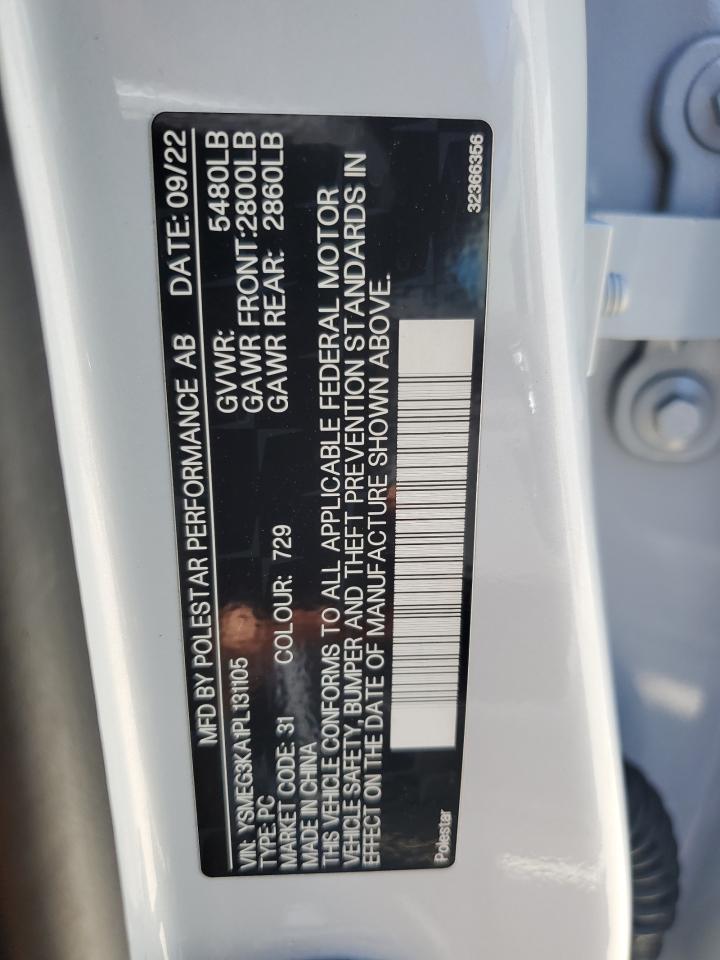 MFD BY POLESTAR PERFORMANCE AB DATE: 09/22
GVWR: 5480LB
GAWR FRONT:2800LB
GAWR REAR: 2860LB
VIN: YSMEG3KA1PL131105
TYPE: PC
MARKET CODE: 31 COLOUR: 729
MADE IN CHINA
THIS VEHICLE CONFORMS TO ALL APPLICABLE FEDERAL MOTOR
VEHICLE SAFETY, BUMPER AND THEFT PREVENTION STANDARDS IN
EFFECT ON THE DATE OF MANUFACTURE SHOWN ABOVE.
Polestar 32366356